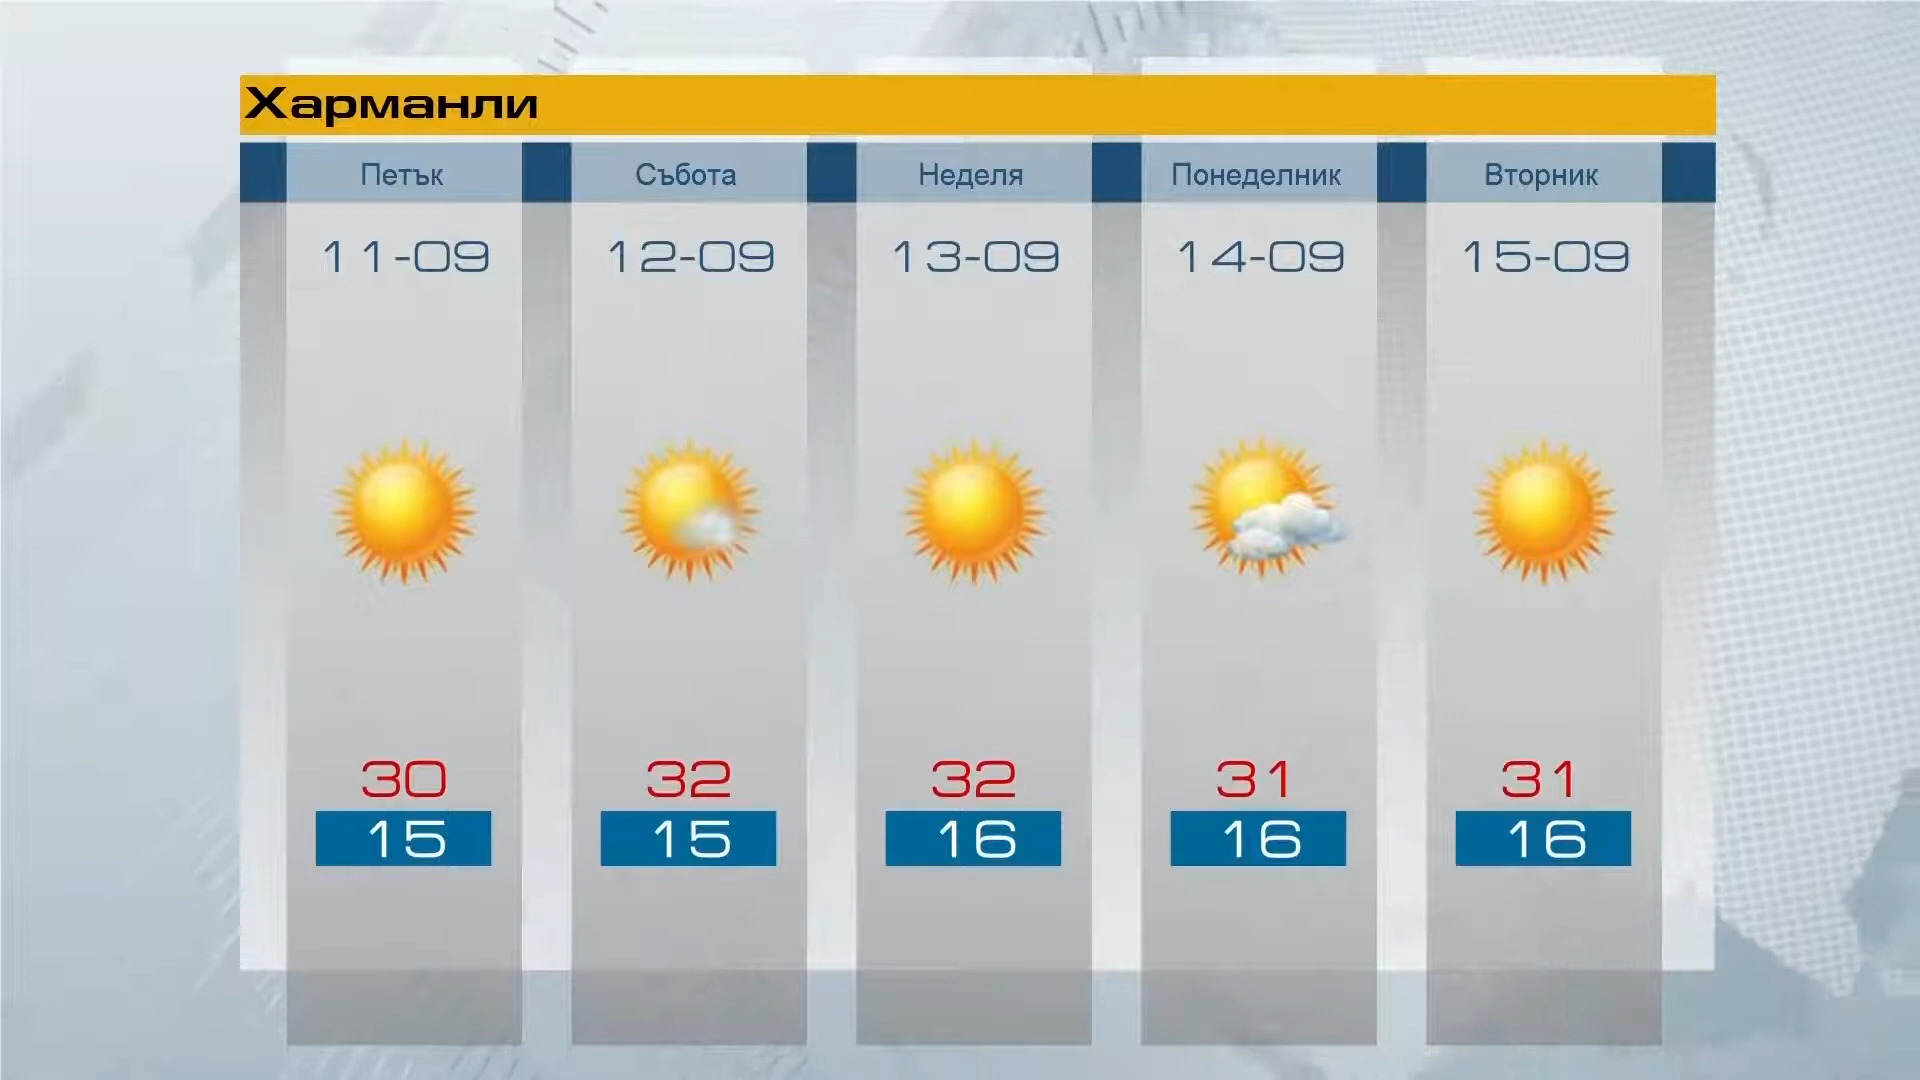 Харманли
Петък Събота Неделя Понеделник Вторник
11-09 12-09 13-09 14-09 15-09
30 32 32 31 31
15 15 16 16 16